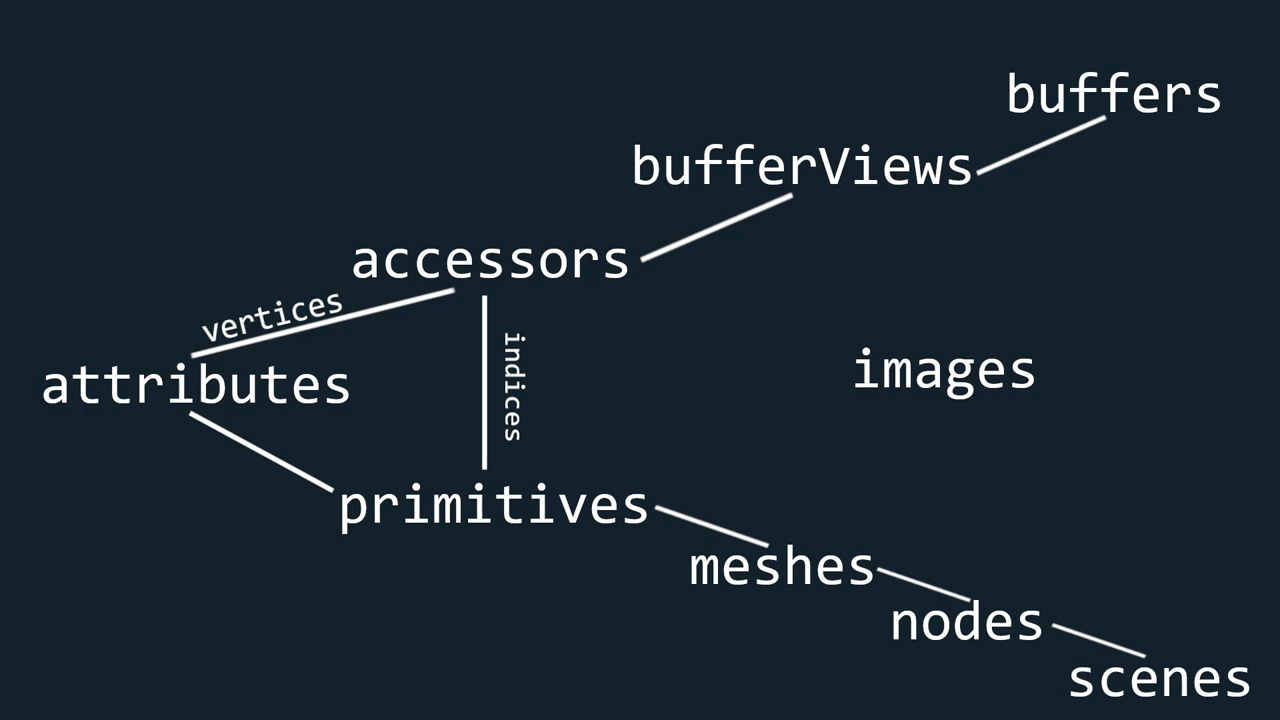 buffers
bufferViews
accessors
vertices
indices
attributes
images
primitives
meshes
nodes
scenes